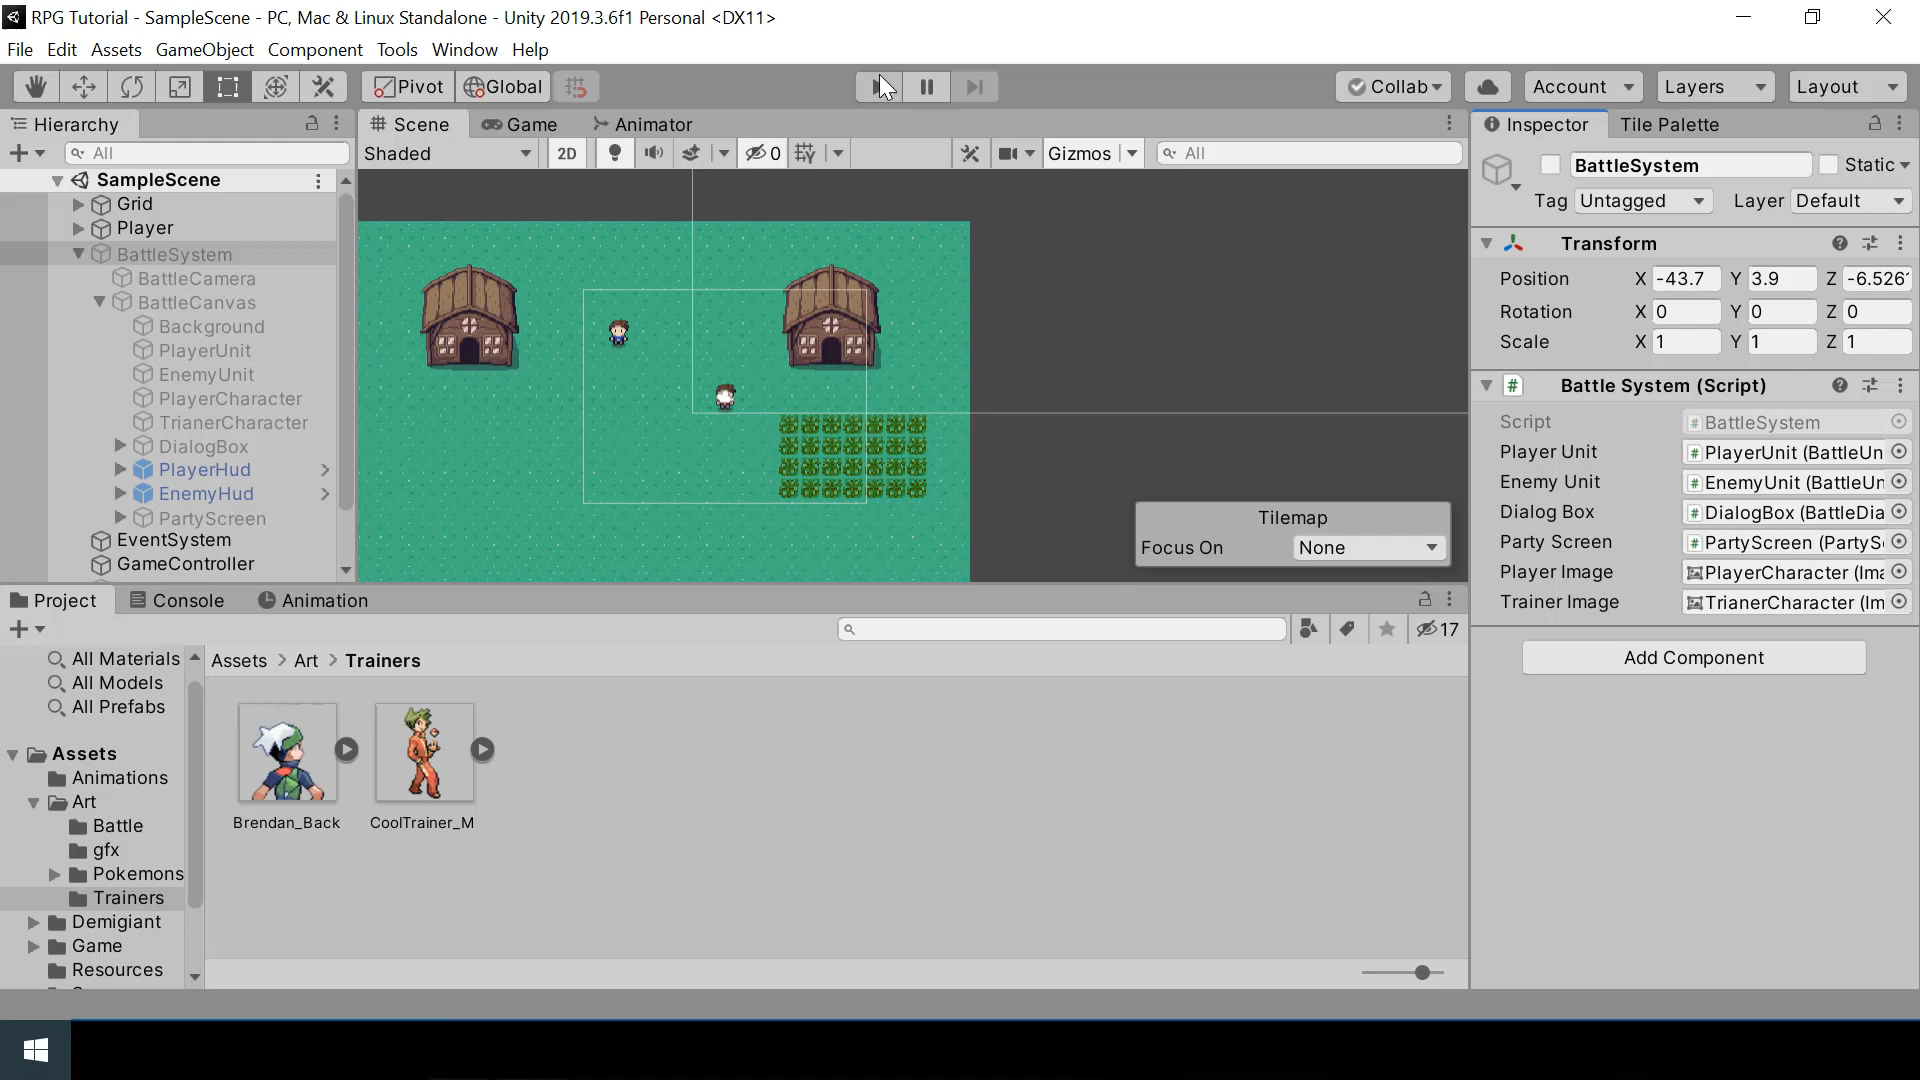 RPG Tutorial - SampleScene - PC, Mac & Linux Standalone - Unity 2019.3.6f1 Personal <DX11>
File Edit Assets GameObject Component Tools Window Help
Pivot Global Collab Account Layers Layout
Hierarchy
All
SampleScene
Grid
Player
BattleSystem
BattleCamera
BattleCanvas
Background
PlayerUnit
EnemyUnit
PlayerCharacter
TrianerCharacter
DialogBox
PlayerHud
EnemyHud
PartyScreen
EventSystem
GameController
Scene Game Animator
Shaded 2D 0 Gizmos All
Tilemap
Focus On None
Inspector Tile Palette
BattleSystem Static
Tag Untagged Layer Default
Transform
Position X -43.7 Y 3.9 Z -6.526
Rotation X 0 Y 0 Z 0
Scale X 1 Y 1 Z 1
# Battle System (Script)
Script # BattleSystem
Player Unit # PlayerUnit (BattleUn
Enemy Unit # EnemyUnit (BattleUn
Dialog Box # DialogBox (BattleDia
Party Screen # PartyScreen (PartyS
Player Image PlayerCharacter (Ima
Trainer Image TrianerCharacter (Im
Add Component
Project Console Animation
17
All Materials
All Models
All Prefabs
Assets
Animations
Art
Battle
gfx
Pokemons
Trainers
Demigiant
Game
Resources
Assets > Art > Trainers
Brendan_Back CoolTrainer_M